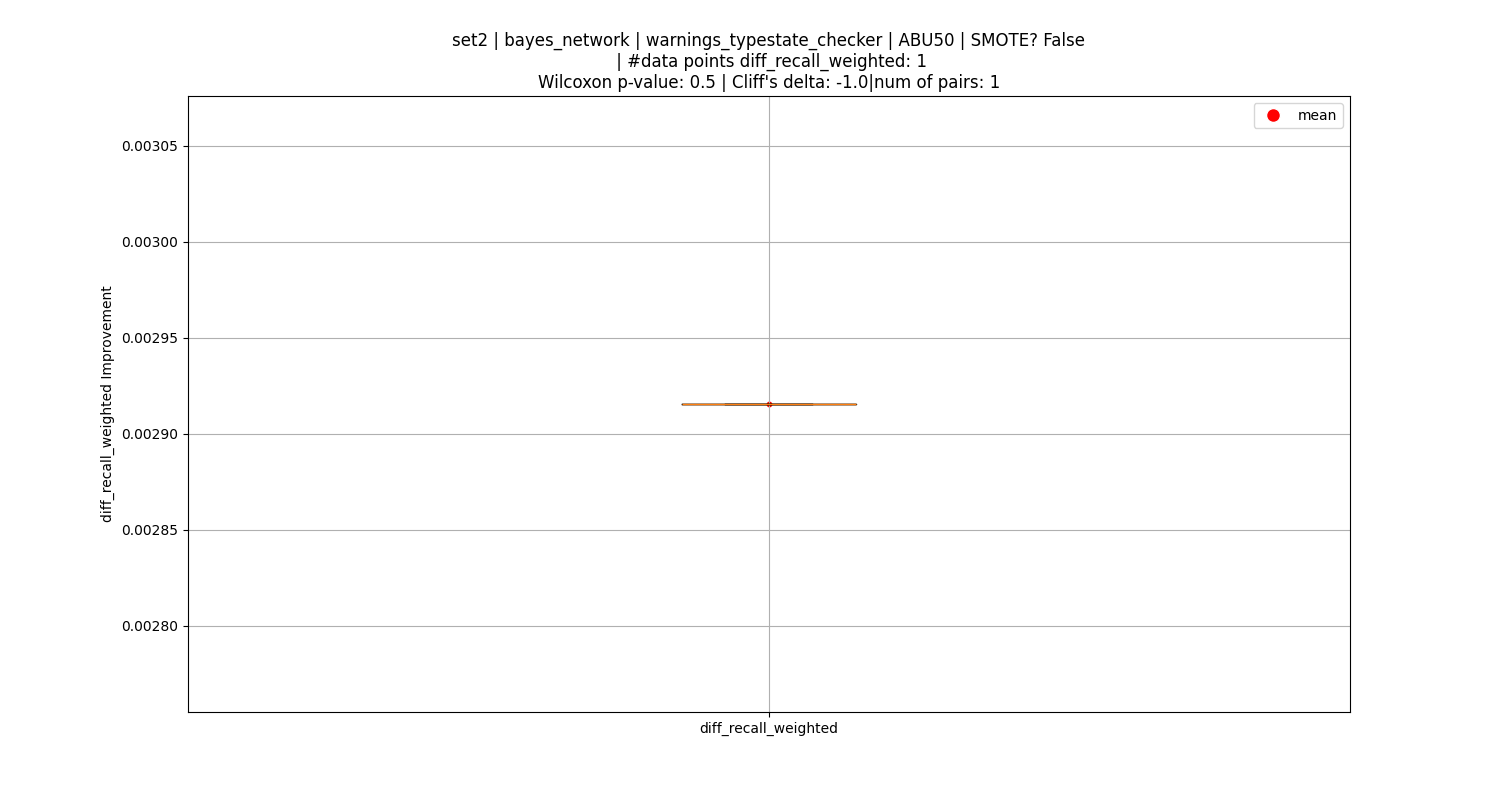 set2 | bayes_network | warnings_typestate_checker | ABU50 | SMOTE? False
| #data points diff_recall_weighted: 1
Wilcoxon p-value: 0.5 | Cliff's delta: -1.0|num of pairs: 1
mean
0.00305
0.00300
0.00295
0.00290
0.00285
0.00280
diff_recall_weighted Improvement
diff_recall_weighted